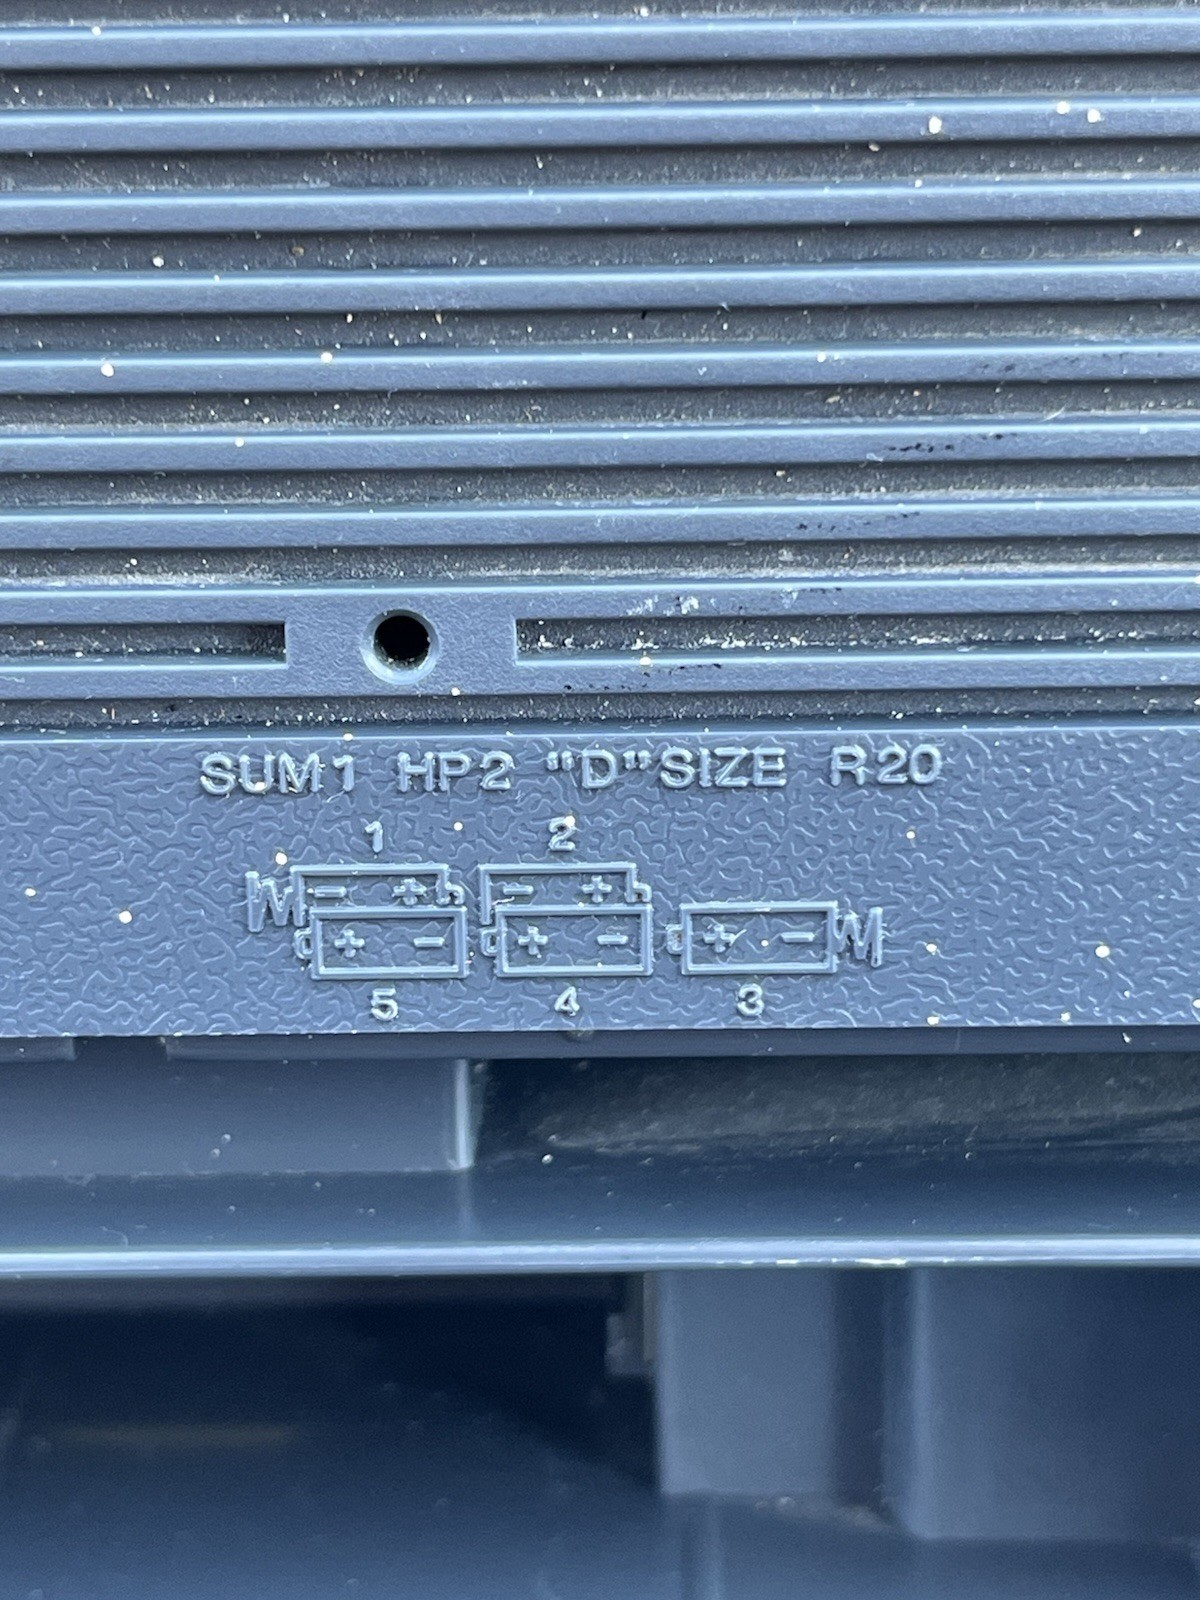 SUM1 HP2 "D"SIZE R20
1 2
- + - +
+ - + - + -
5 4 3